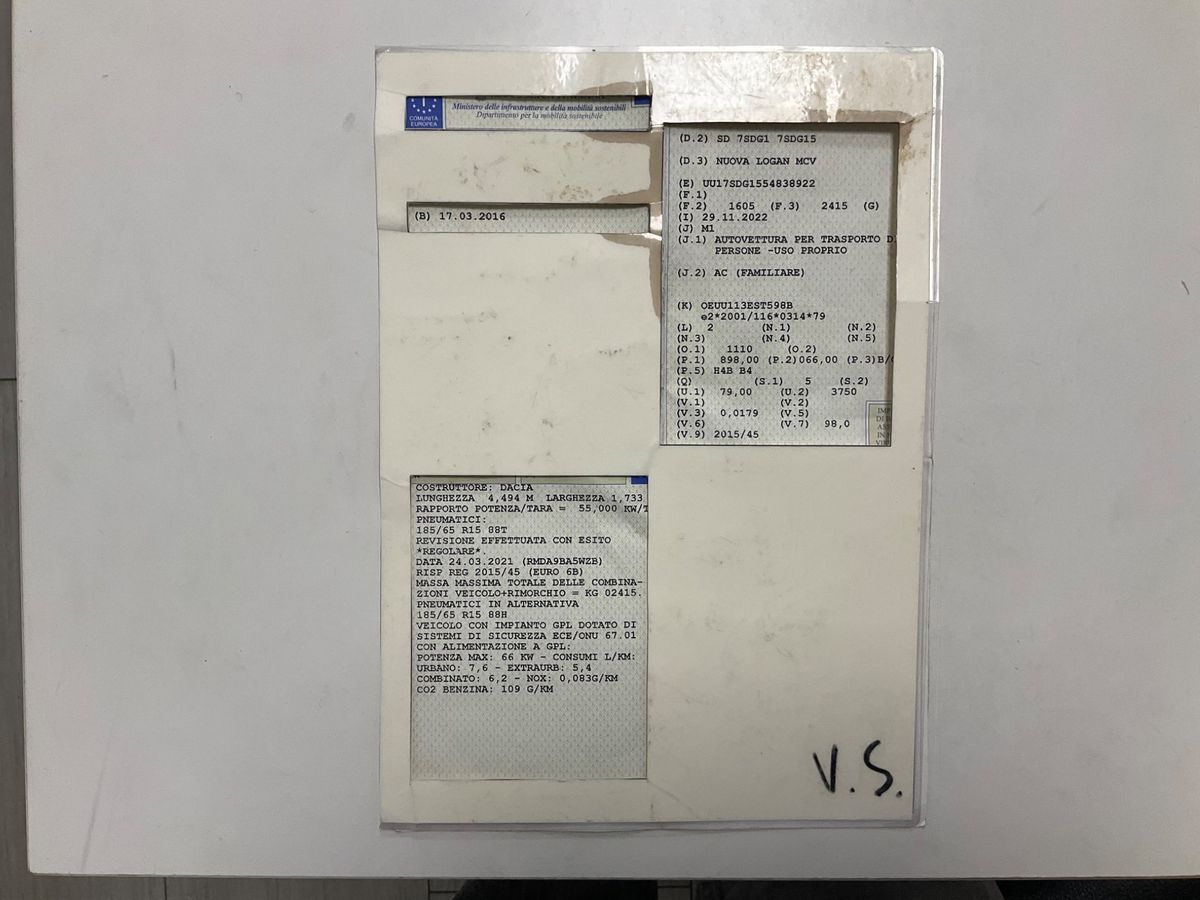 COMUNITÀ
EUROPEA
Ministero delle infrastrutture e della mobilità sostenibili
Dipartimento per la mobilità sostenibile
(B) 17.03.2016
(D.2) SD 7SDG1 7SDG15
(D.3) NUOVA LOGAN MCV
(E) UU17SDG1554838922
(F.1)
(F.2) 1605 (F.3) 2415 (G)
(I) 29.11.2022
(J) M1
(J.1) AUTOVETTURA PER TRASPORTO D
PERSONE -USO PROPRIO
(J.2) AC (FAMILIARE)
(K) OEUU113EST598B
e2*2001/116*0314*79
(L) 2 (N.1) (N.2)
(N.3) (N.4) (N.5)
(O.1) 1110 (O.2)
(P.1) 898,00 (P.2)066,00 (P.3)B/
(P.5) H4B B4
(Q) (S.1) 5 (S.2)
(U.1) 79,00 (U.2) 3750
(V.1) (V.2)
(V.3) 0,0179 (V.5)
(V.6) (V.7) 98,0
(V.9) 2015/45
COSTRUTTORE: DACIA
LUNGHEZZA 4,494 M LARGHEZZA 1,733
RAPPORTO POTENZA/TARA = 55,000 KW/T
PNEUMATICI:
185/65 R15 88T
REVISIONE EFFETTUATA CON ESITO
*REGOLARE*.
DATA 24.03.2021 (RMDA9BA5WZB)
RISP REG 2015/45 (EURO 6B)
MASSA MASSIMA TOTALE DELLE COMBINA-
ZIONI VEICOLO+RIMORCHIO = KG 02415.
PNEUMATICI IN ALTERNATIVA
185/65 R15 88H
VEICOLO CON IMPIANTO GPL DOTATO DI
SISTEMI DI SICUREZZA ECE/ONU 67.01
CON ALIMENTAZIONE A GPL:
POTENZA MAX: 66 KW - CONSUMI L/KM:
URBANO: 7,6 - EXTRAURB: 5,4
COMBINATO: 6,2 - NOX: 0,083G/KM
CO2 BENZINA: 109 G/KM
V.S.